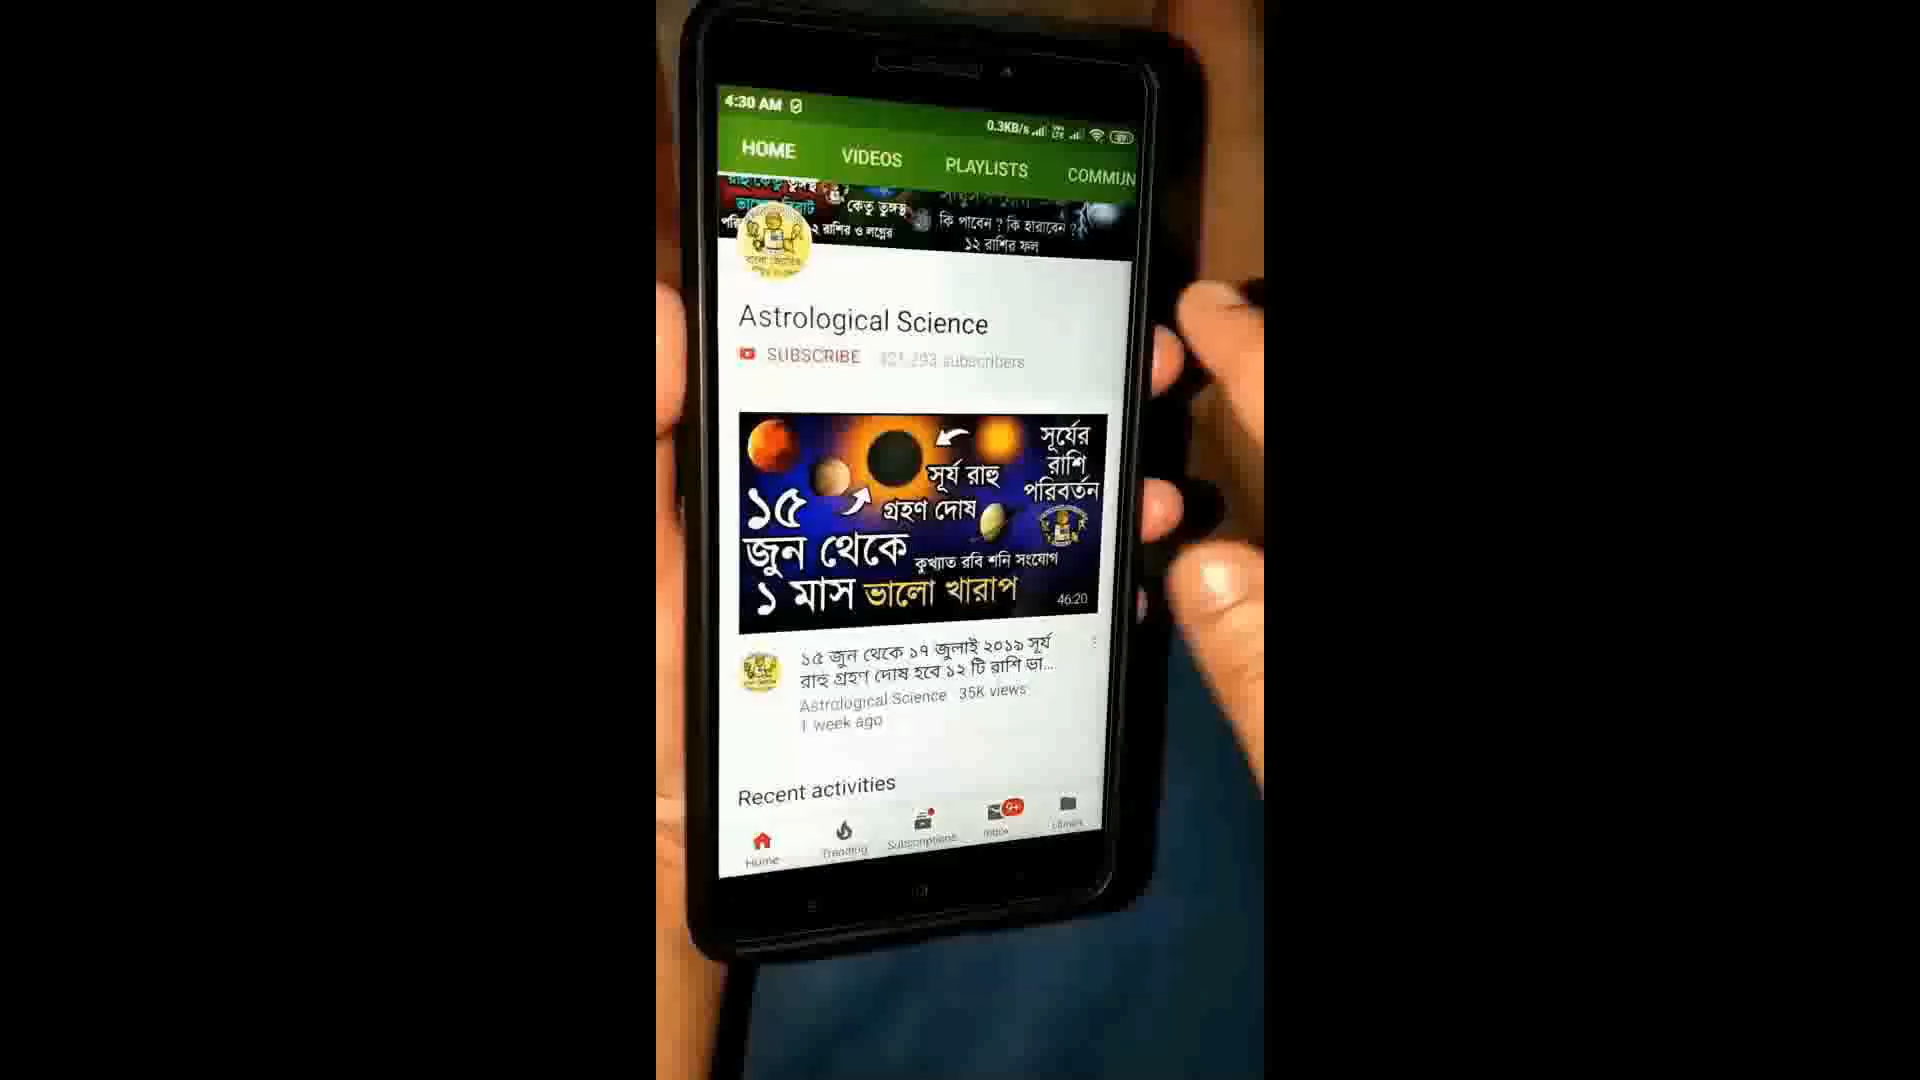 4:30 AM
0.3KB/s
HOME VIDEOS PLAYLISTS COMMUN
কেতু তুঙ্গস্থ
২ রাশির ও লগ্নের
কি পাবেন ? কি হারাবেন ?
১২ রাশির ফল
Astrological Science
SUBSCRIBE subscribers
সূর্যের
রাশি
পরিবর্তন
সূর্য রাহু
গ্রহণ দোষ
১৫
জুন থেকে
কুখ্যাত রবি শনি সংযোগ
১ মাস ভালো খারাপ
46:20
১৫ জুন থেকে ১৭ জুলাই ২০১৯ সূর্য
রাহু গ্রহণ দোষ হবে ১২ টি রাশি ভা...
Astrological Science 35K views
1 week ago
Recent activities
9+
Home Trending Subscriptions Inbox Library